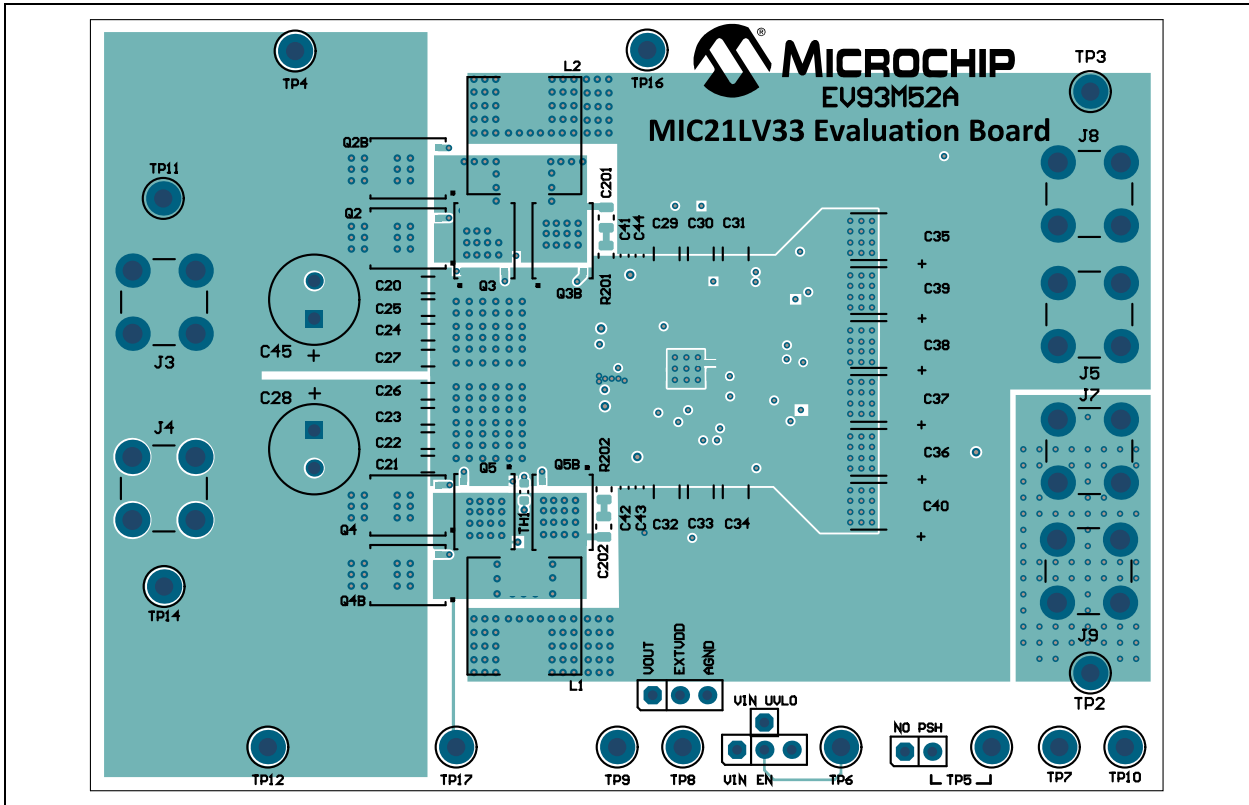 ®
MICROCHIP
EV93M52A
MIC21LV33 Evaluation Board
TP4
L2
TP16
TP3
J8
Q2B
TP11
C201
Q2
C41
C44
C29
C30
C31
C35
+
C20
Q3
Q3B
R201
C39
C25
C24
+
C45
+
C27
C38
J3
J5
+
C28
+
C26
C37
J7
C23
+
J4
C22
C36
C21
Q5
Q5B
R202
+
C40
Q4
TH1
C42
C43
C32
C33
C34
+
C202
Q4B
TP14
J9
VOUT
EXTVDD
AGND
L1
TP2
VIN UVLO
NO PSH
TP12
TP17
TP9
TP8
VIN EN
TP6
TP5
TP7
TP10